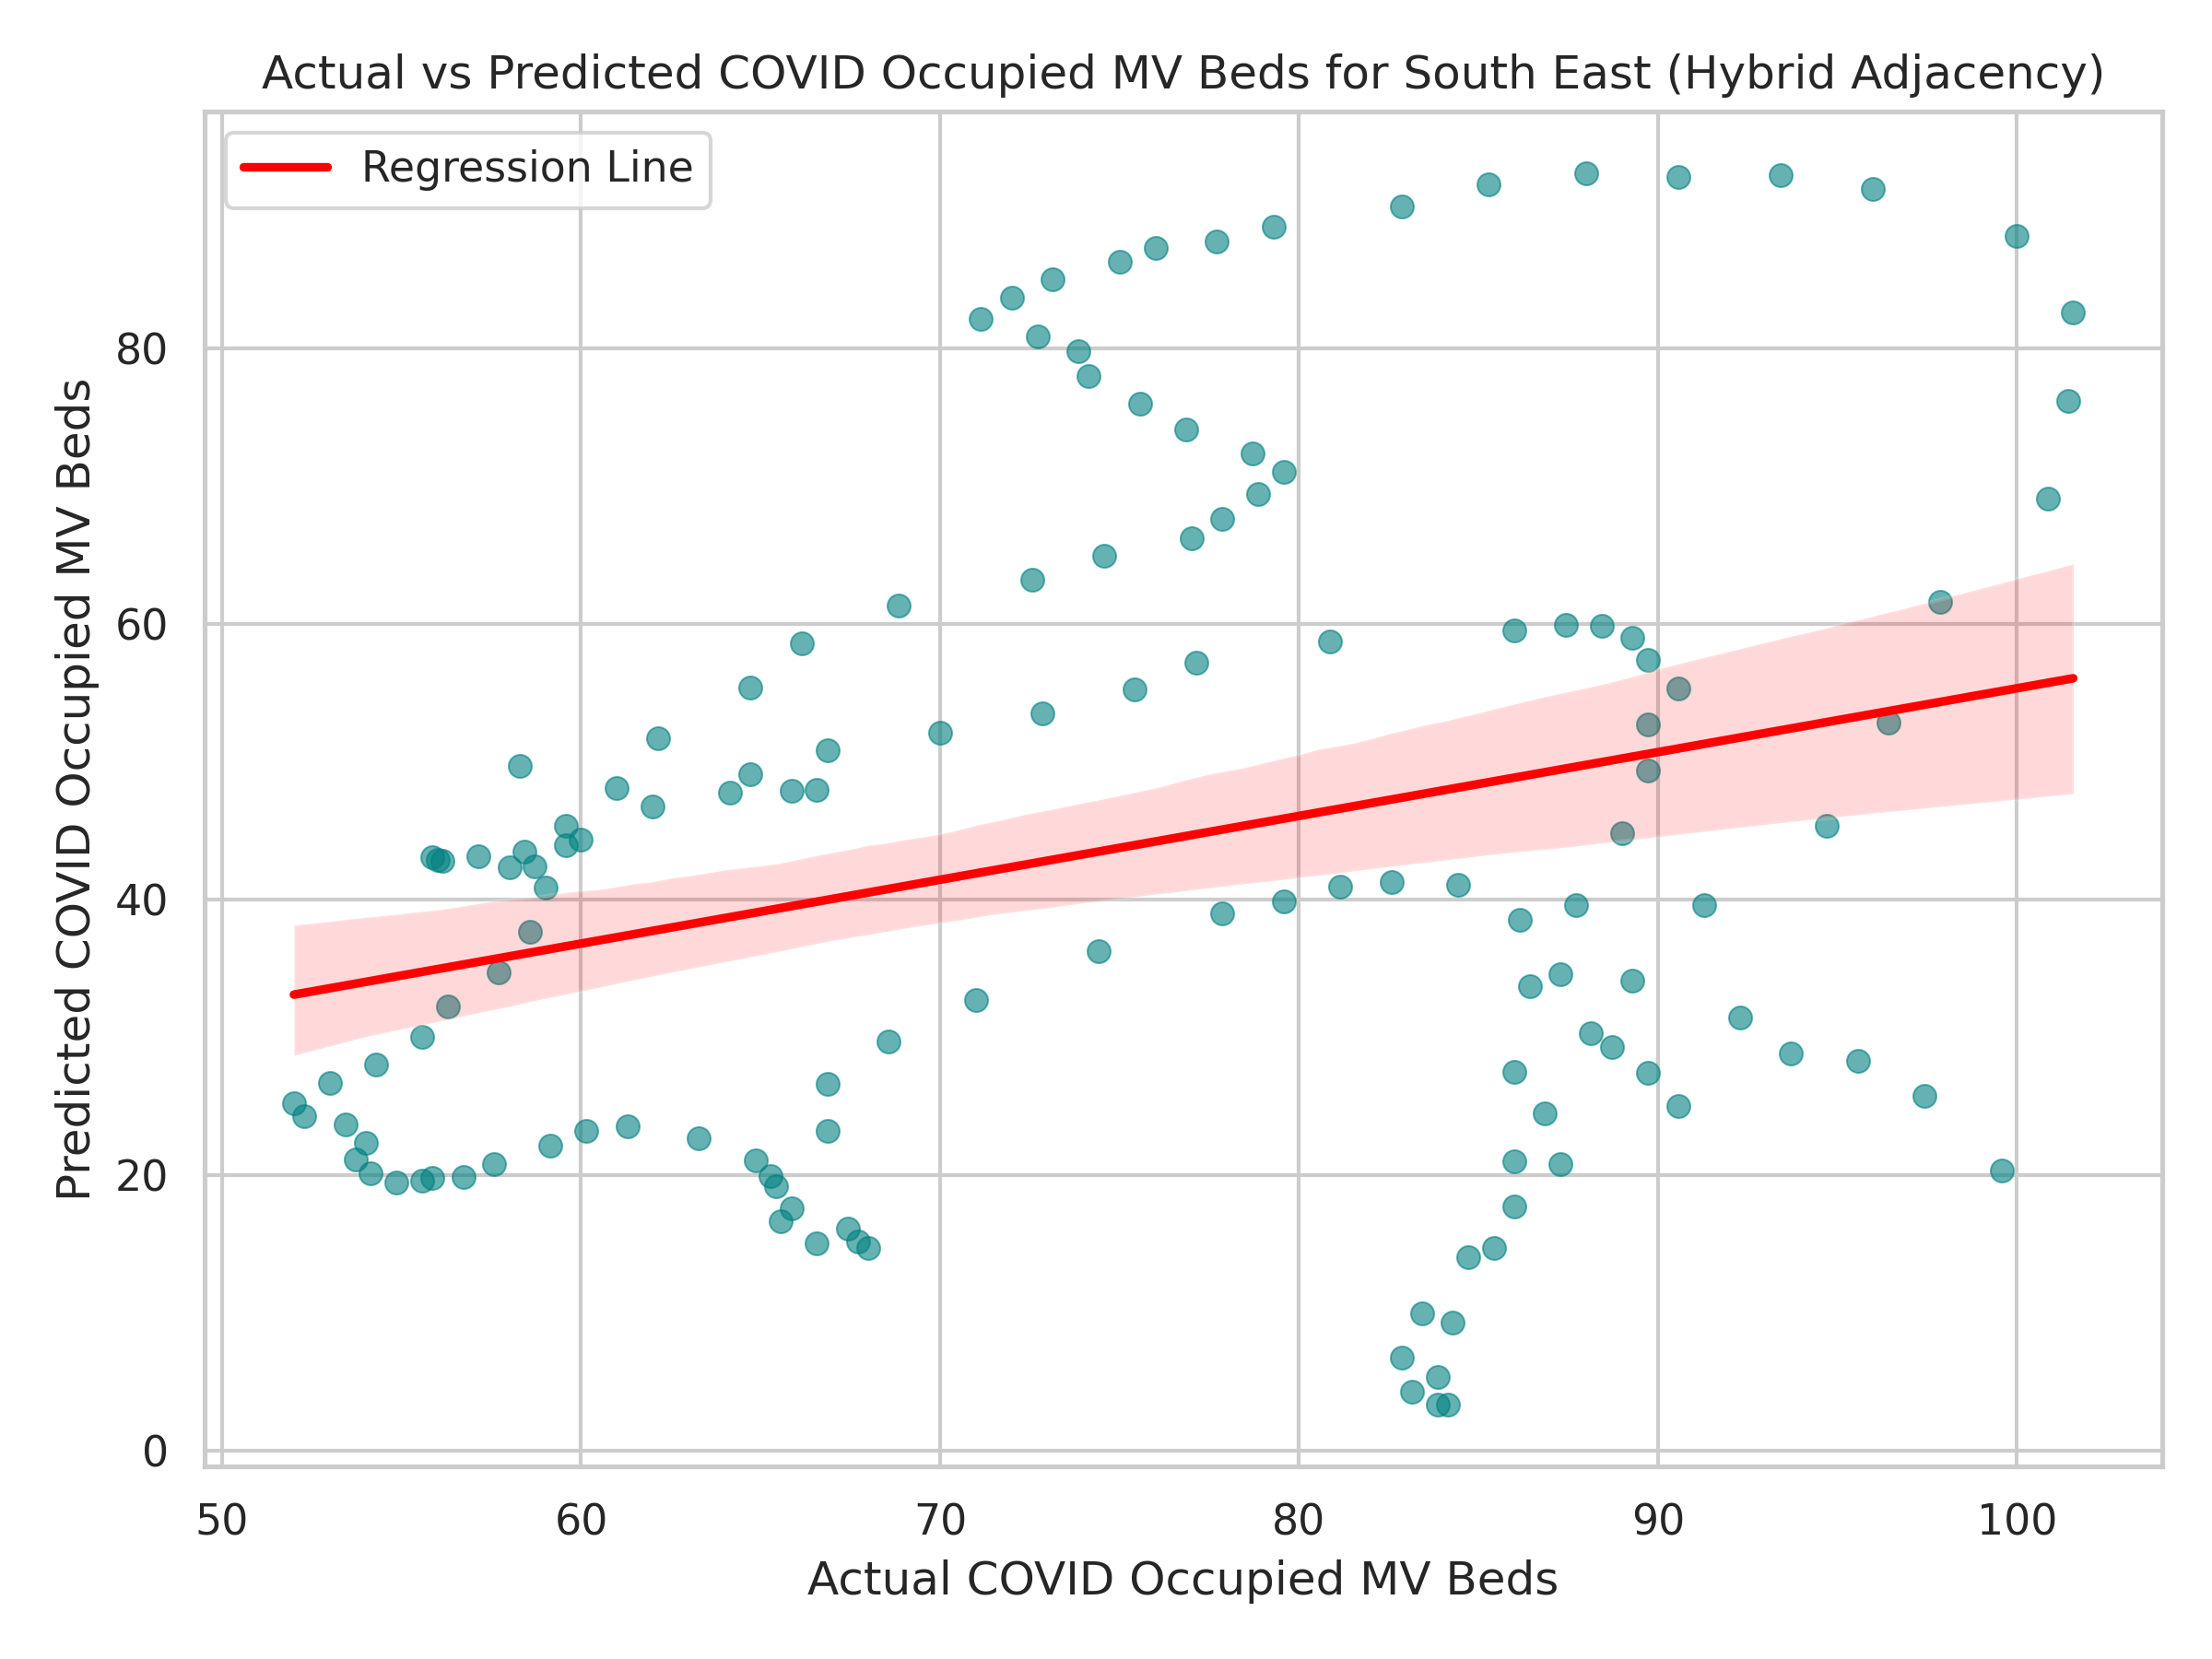 Actual vs Predicted COVID Occupied MV Beds for South East (Hybrid Adjacency)
Regression Line
Predicted COVID Occupied MV Beds
80
60
40
20
0
50 60 70 80 90 100
Actual COVID Occupied MV Beds